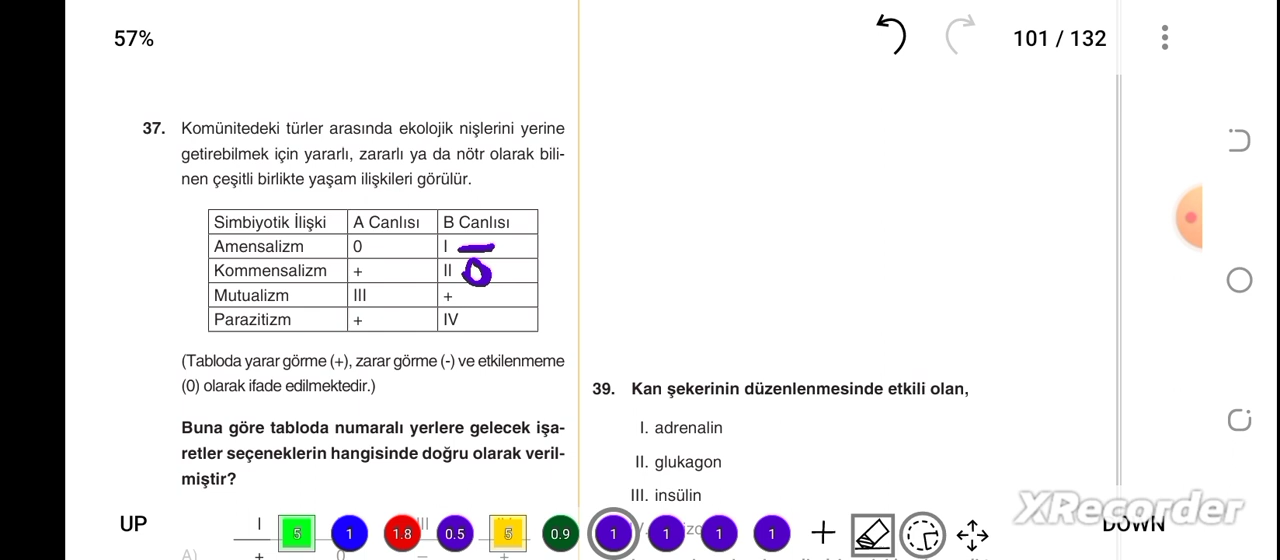 57%
101 / 132
37. Komünitedeki türler arasında ekolojik nişlerini yerine
getirebilmek için yararlı, zararlı ya da nötr olarak bili-
nen çeşitli birlikte yaşam ilişkileri görülür.
Simbiyotik İlişki A Canlısı B Canlısı
Amensalizm 0 I —
Kommensalizm + II 0
Mutualizm III +
Parazitizm + IV
(Tabloda yarar görme (+), zarar görme (-) ve etkilenmeme
(0) olarak ifade edilmektedir.)
Buna göre tabloda numaralı yerlere gelecek işa-
retler seçeneklerin hangisinde doğru olarak veril-
miştir?
39. Kan şekerinin düzenlenmesinde etkili olan,
I. adrenalin
II. glukagon
III. insülin
XRecorder
UP
DOWN
I
5 1 1.8 0.5 5 0.9 1 1 1 1
A) + 0 – +